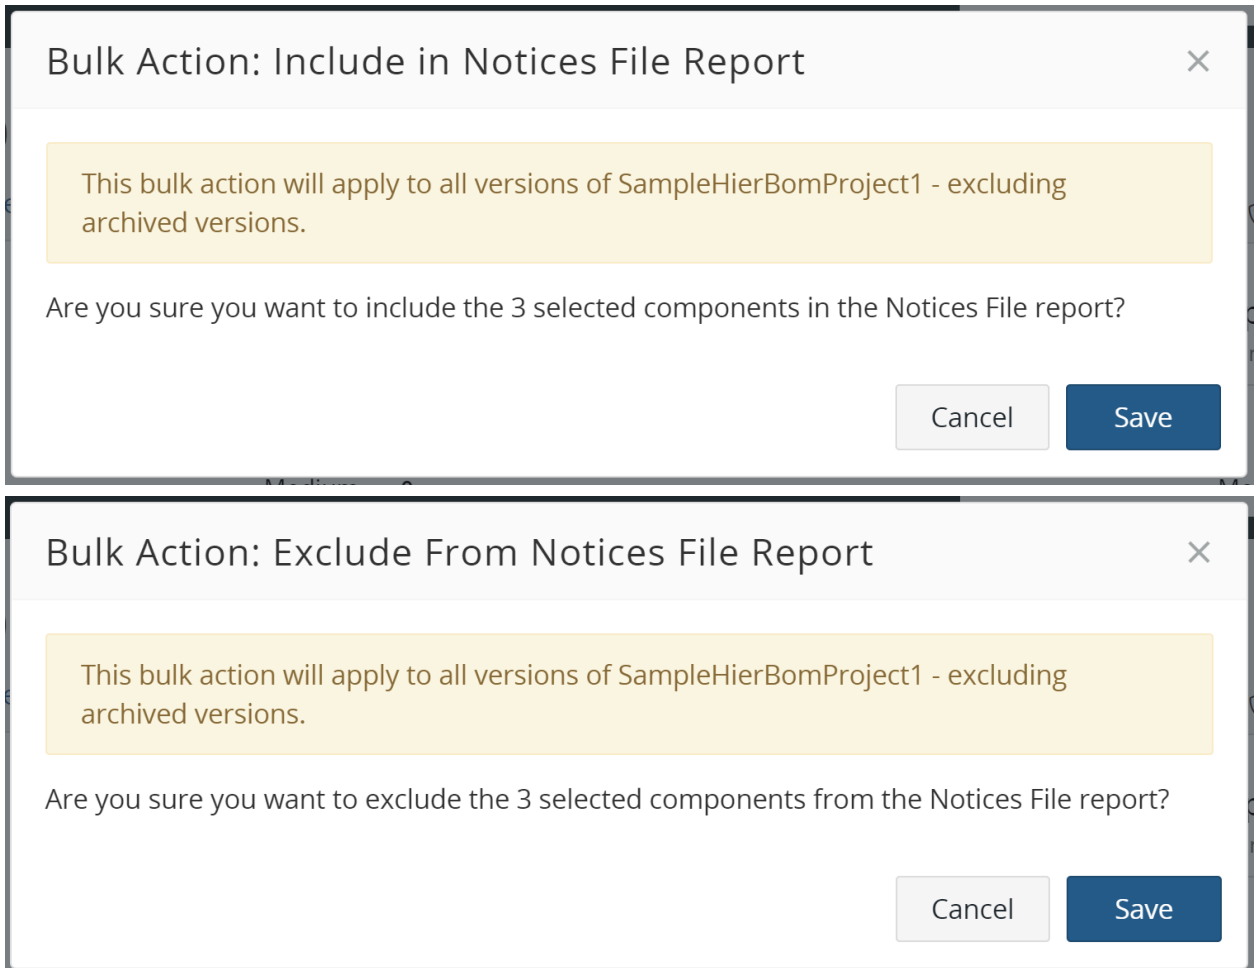 Bulk Action: Include in Notices File Report
This bulk action will apply to all versions of SampleHierBomProject1 - excluding
archived versions.
Are you sure you want to include the 3 selected components in the Notices File report?
Cancel
Save
Bulk Action: Exclude From Notices File Report
This bulk action will apply to all versions of SampleHierBomProject1 - excluding
archived versions.
Are you sure you want to exclude the 3 selected components from the Notices File report?
Cancel
Save